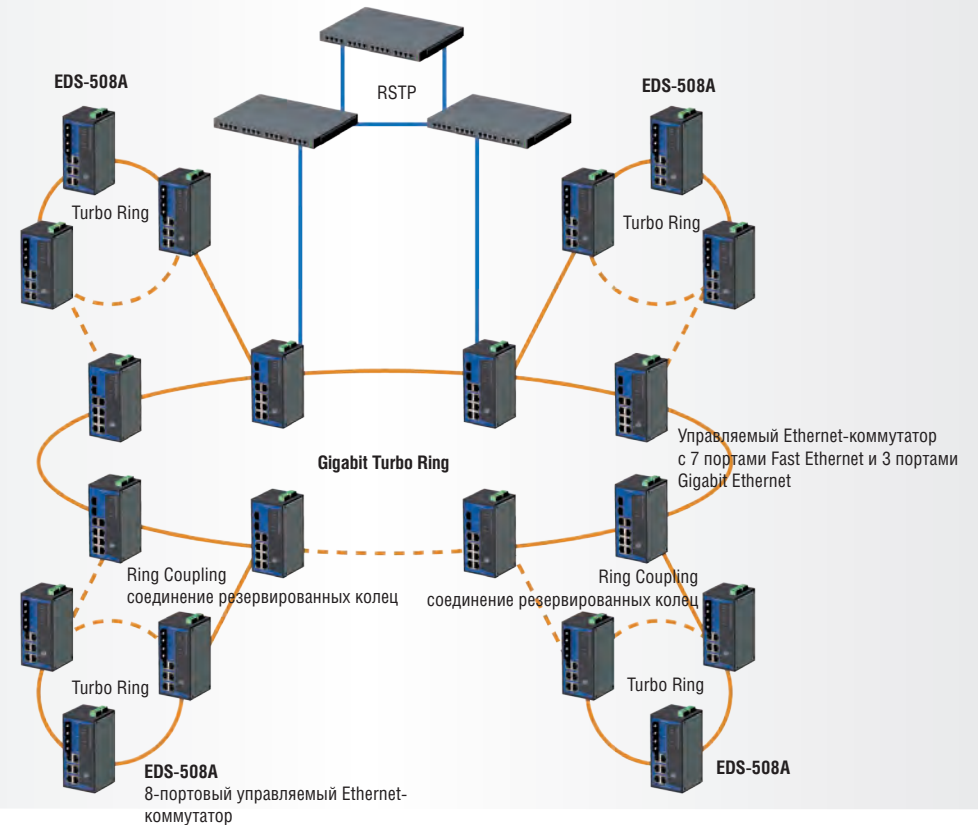 EDS-508A
RSTP
EDS-508A
Turbo Ring
Turbo Ring
Управляемый Ethernet-коммутатор
с 7 портами Fast Ethernet и 3 портами
Gigabit Ethernet
Gigabit Turbo Ring
Ring Coupling
соединение резервированных колец
Ring Coupling
соединение резервированных колец
Turbo Ring
Turbo Ring
EDS-508A
8-портовый управляемый Ethernet-
коммутатор
EDS-508A